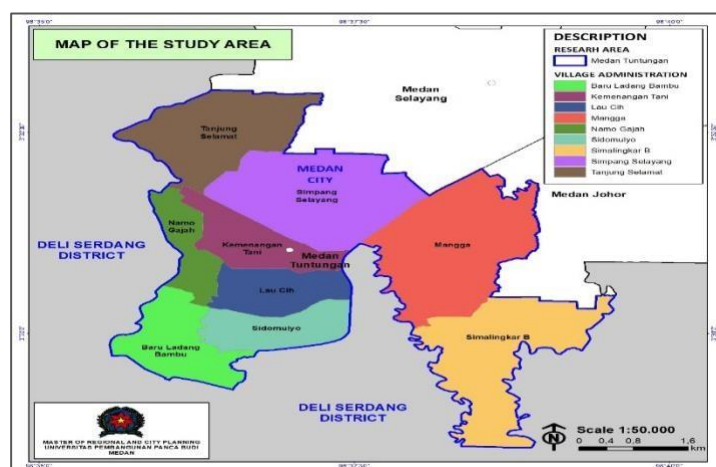 MAP OF THE STUDY AREA
DESCRIPTION
RESEARH AREA
Medan Tuntungan
VILLAGE ADMINISTRATION
Baru Ladang Bambu
Kemenangan Tani
Lau Cih
Mangga
Namo Gajah
Sidomulyo
Simalingkar B
Simpang Selayang
Tanjung Selamat
Medan
Selayang
Tanjung
Selamat
MEDAN
CITY
Simpang
Selayang
Medan Johor
Namo
Gajah
DELI SERDANG
DISTRICT
Kemenangan
Tani
Medan
Tuntungan
Mangga
Lau Cih
Sidomulyo
Simalingkar B
Baru Ladang
Bambu
DELI SERDANG
DISTRICT
MASTER OF REGIONAL AND CITY PLANNING
UNIVERSITAS PEMBANGUNAN PANCA BUDI
MEDAN
N
Scale 1:50.000
0 0,4 0,8 1,6
km